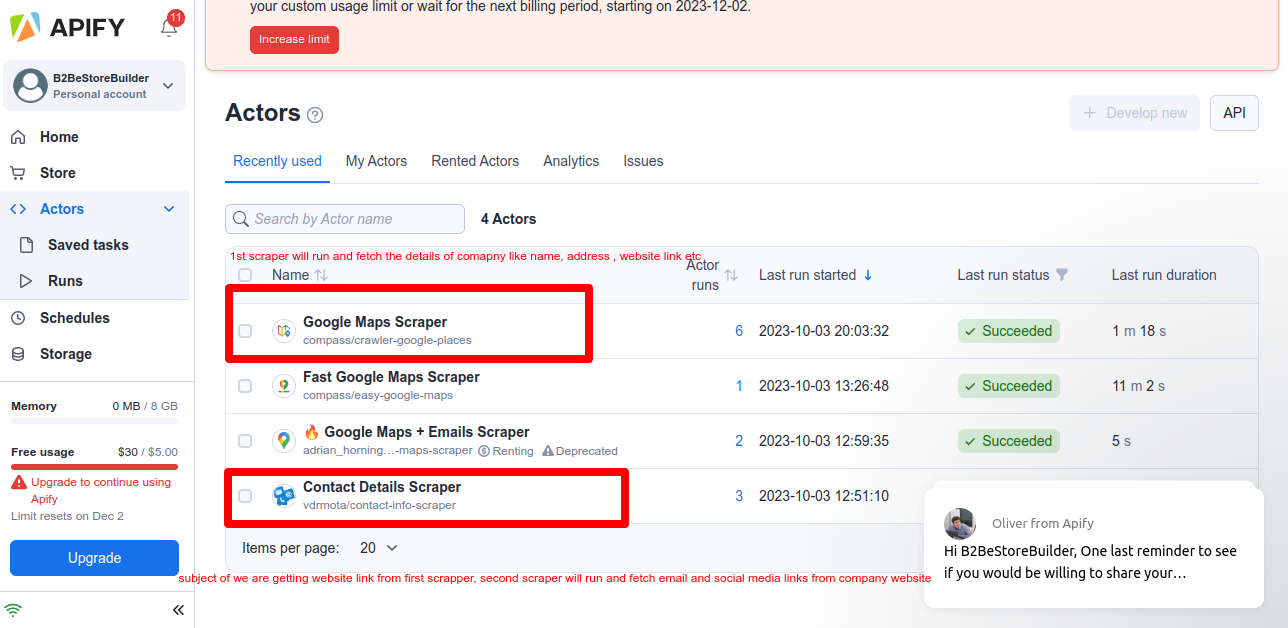 your custom usage limit or wait for the next billing period, starting on 2023-12-02.
Increase limit
APIFY
11
B2BeStoreBuilder
Personal account
Home
Store
Actors
Saved tasks
Runs
Schedules
Storage
Memory 0 MB / 8 GB
Free usage $30 / $5.00
Upgrade to continue using
Apify
Limit resets on Dec 2
Upgrade
Actors
Develop new
API
Recently used My Actors Rented Actors Analytics Issues
Search by Actor name
4 Actors
1st scraper will run and fetch the details of comapny like name, address , website link etc
Name Actor runs Last run started Last run status Last run duration
Google Maps Scraper
compass/crawler-google-places
6 2023-10-03 20:03:32 Succeeded 1 m 18 s
Fast Google Maps Scraper
compass/easy-google-maps
1 2023-10-03 13:26:48 Succeeded 11 m 2 s
🔥 Google Maps + Emails Scraper
adrian_horning...-maps-scraper Renting Deprecated
2 2023-10-03 12:59:35 Succeeded 5 s
Contact Details Scraper
vdrmota/contact-info-scraper
3 2023-10-03 12:51:10
Items per page: 20
subject of we are getting website link from first scrapper, second scraper will run and fetch email and social media links from company website
Oliver from Apify
Hi B2BeStoreBuilder, One last reminder to see
if you would be willing to share your…